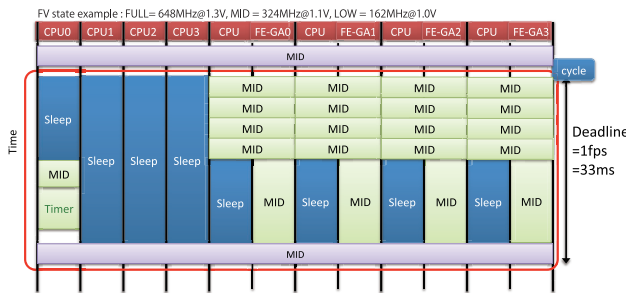 FV state example : FULL= 648MHz@1.3V, MID = 324MHz@1.1V, LOW = 162MHz@1.0V
CPU0 CPU1 CPU2 CPU3 CPU FE-GA0 CPU FE-GA1 CPU FE-GA2 CPU FE-GA3
MID
cycle
MID MID MID MID
MID MID MID MID
MID MID MID MID
MID MID MID MID
Sleep
Time
Deadline
=1fps
=33ms
Sleep Sleep Sleep
MID
Sleep MID Sleep MID Sleep MID Sleep MID
Timer
MID